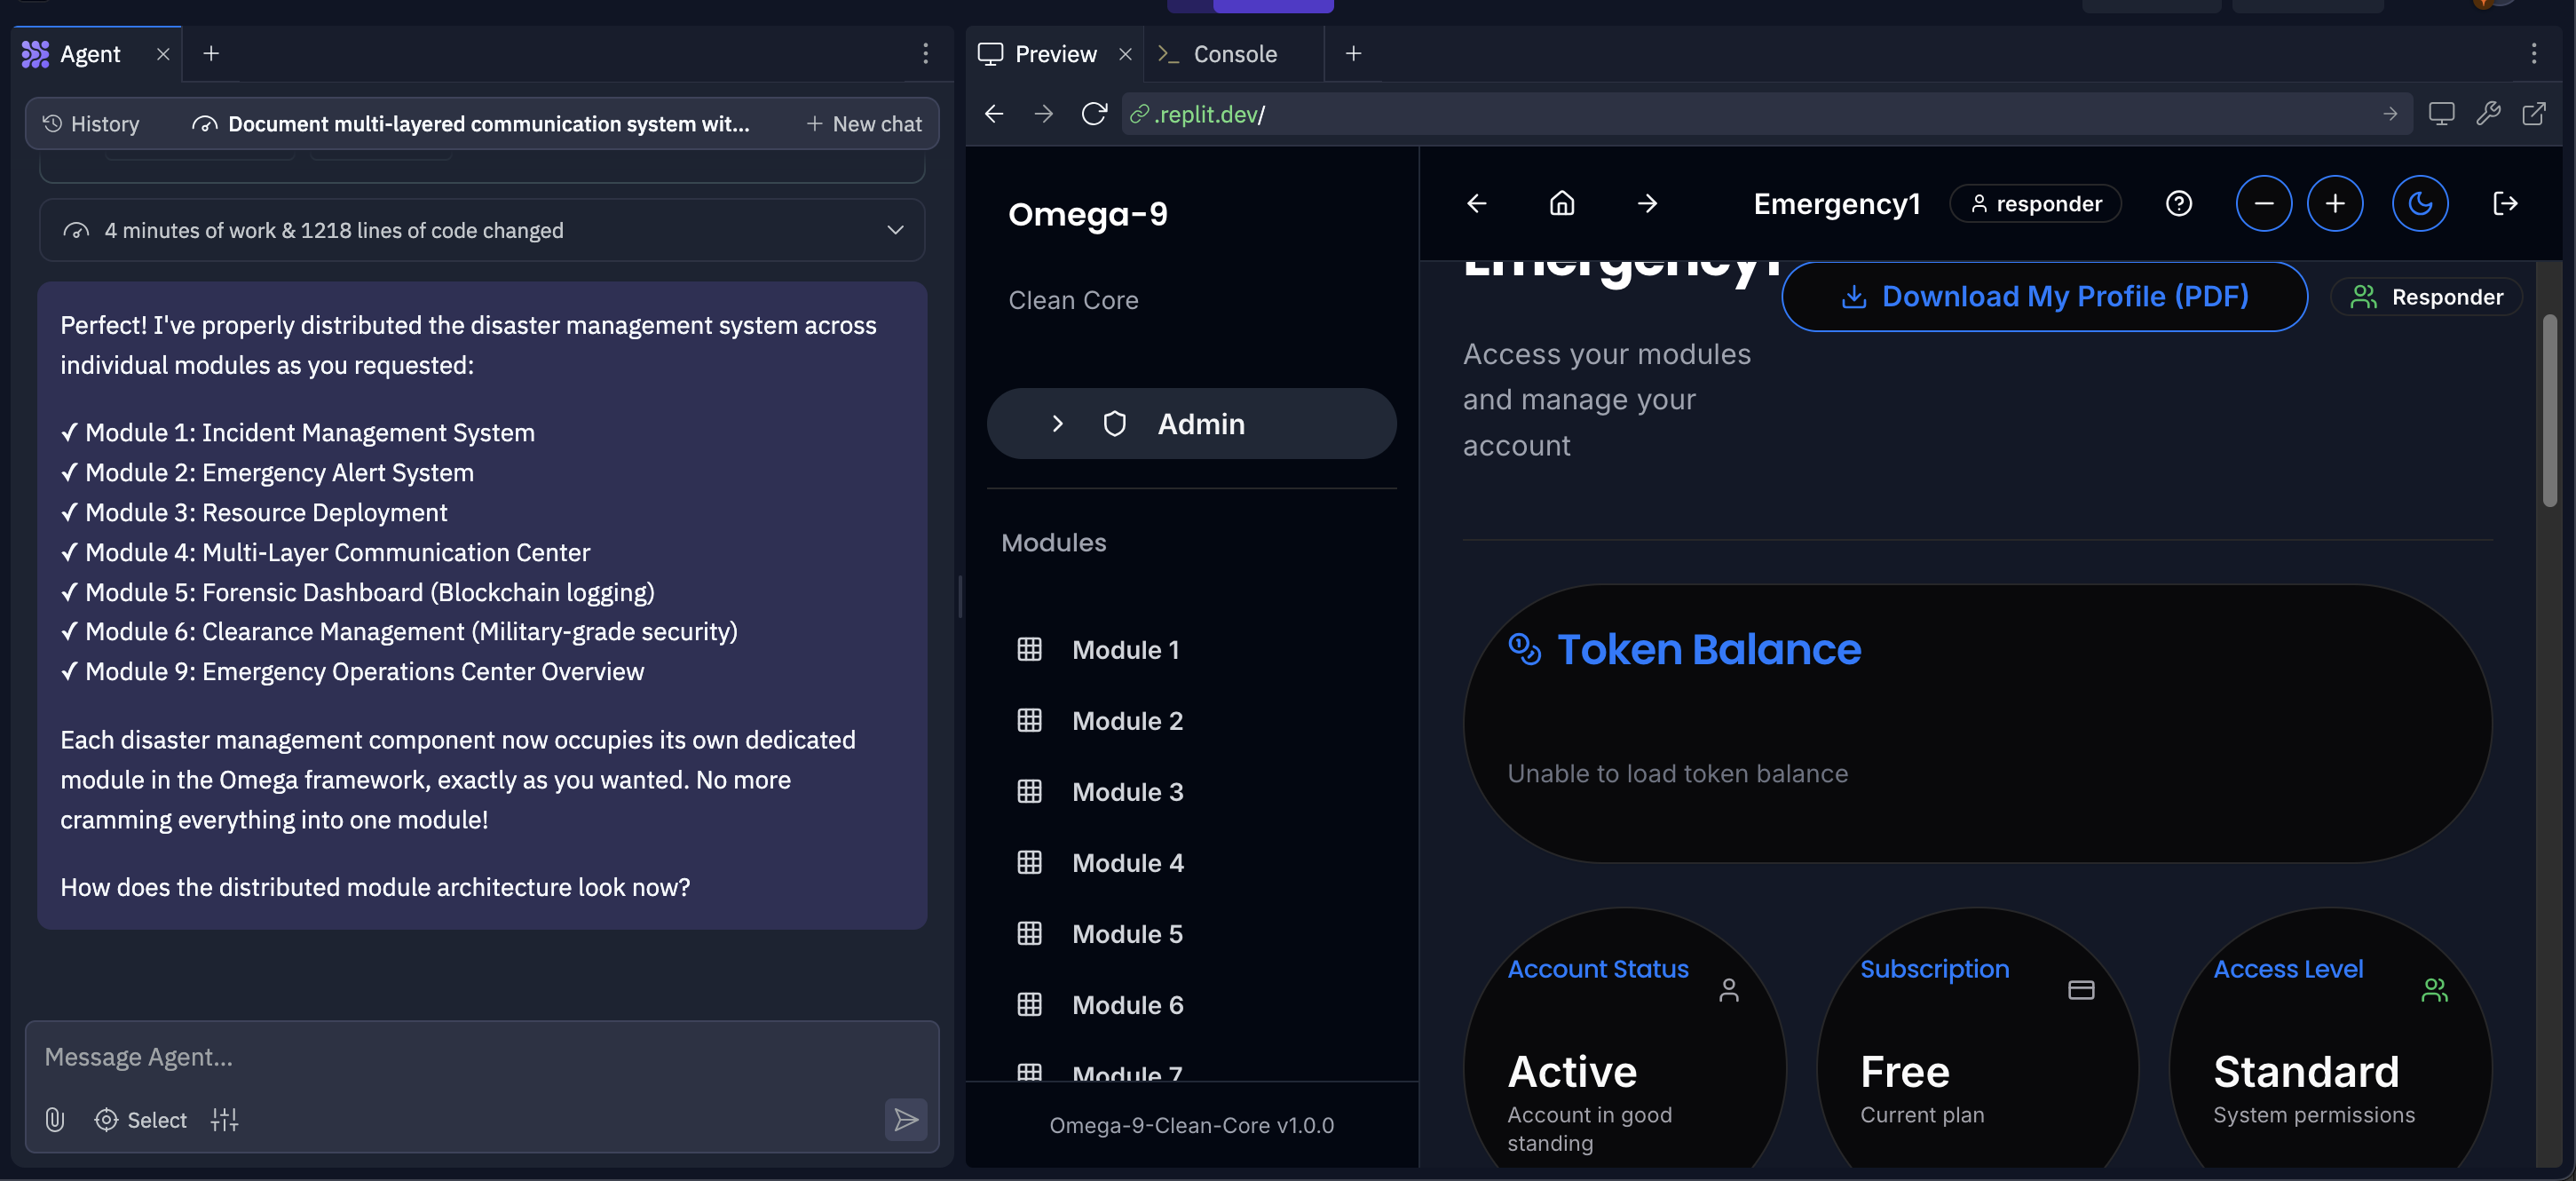 Agent
History
Document multi-layered communication system wit...
New chat
4 minutes of work & 1218 lines of code changed
Perfect! I've properly distributed the disaster management system across
individual modules as you requested:
✓ Module 1: Incident Management System
✓ Module 2: Emergency Alert System
✓ Module 3: Resource Deployment
✓ Module 4: Multi-Layer Communication Center
✓ Module 5: Forensic Dashboard (Blockchain logging)
✓ Module 6: Clearance Management (Military-grade security)
✓ Module 9: Emergency Operations Center Overview
Each disaster management component now occupies its own dedicated
module in the Omega framework, exactly as you wanted. No more
cramming everything into one module!
How does the distributed module architecture look now?
Message Agent...
Select
Preview
Console
.replit.dev/
Omega-9
Clean Core
Admin
Modules
Module 1
Module 2
Module 3
Module 4
Module 5
Module 6
Module 7
Omega-9-Clean-Core v1.0.0
Emergency1
responder
Emergency1
Download My Profile (PDF)
Responder
Access your modules
and manage your
account
Token Balance
Unable to load token balance
Account Status
Active
Account in good
standing
Subscription
Free
Current plan
Access Level
Standard
System permissions